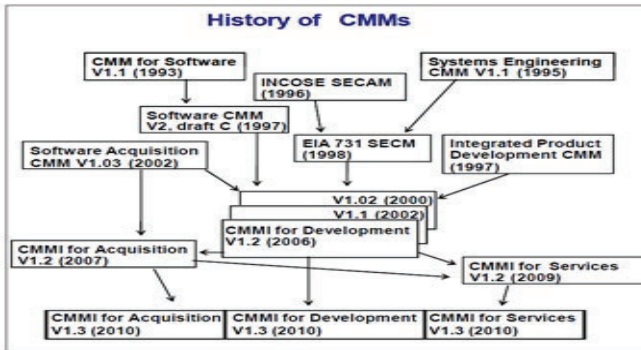 History of CMMs
CMM for Software
V1.1 (1993)
Systems Engineering
CMM V1.1 (1995)
INCOSE SECAM
(1996)
Software CMM
V2, draft C (1997)
EIA 731 SECM
(1998)
Software Acquisition
CMM V1.03 (2002)
Integrated Product
Development CMM
(1997)
V1.02 (2000)
V1.1 (2002)
CMMI for Development
V1.2 (2006)
CMMI for Acquisition
V1.2 (2007)
CMMI for Services
V1.2 (2009)
CMMI for Acquisition
V1.3 (2010)
CMMI for Development
V1.3 (2010)
CMMI for Services
V1.3 (2010)